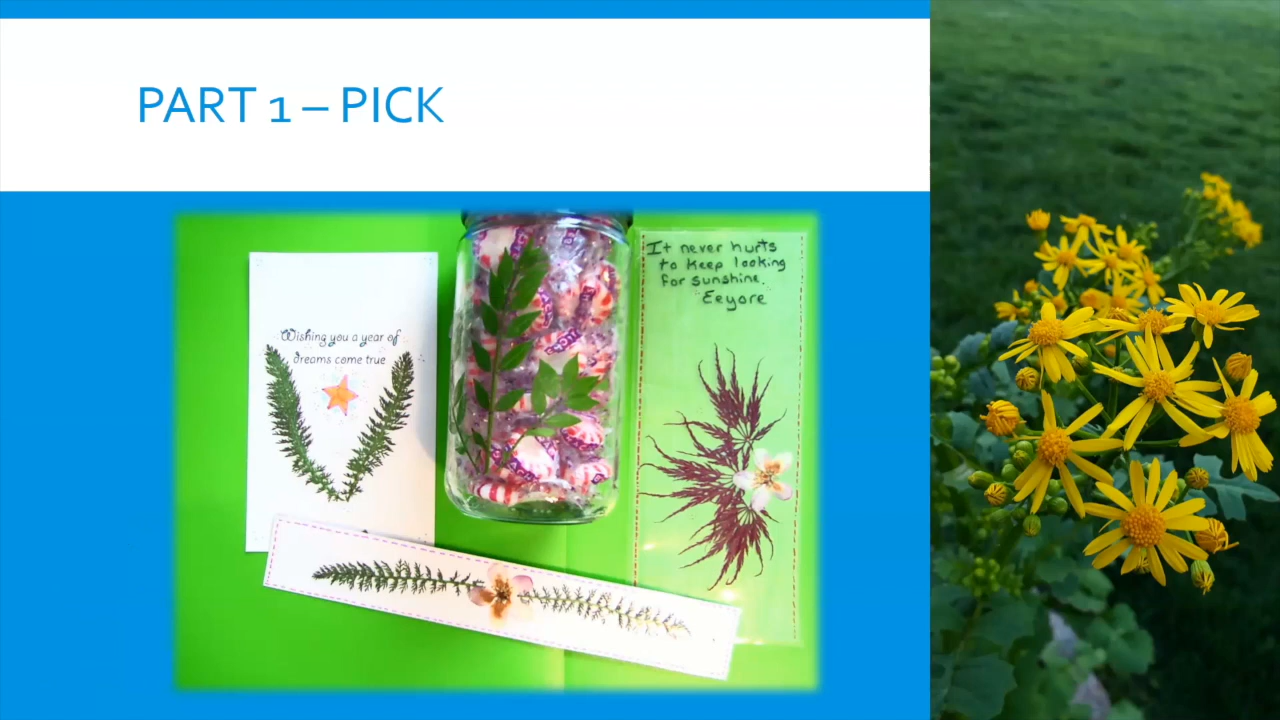 PART 1 – PICK
Wishing you a year of
dreams come true
It never hurts
to keep looking
for sunshine.
Eeyore